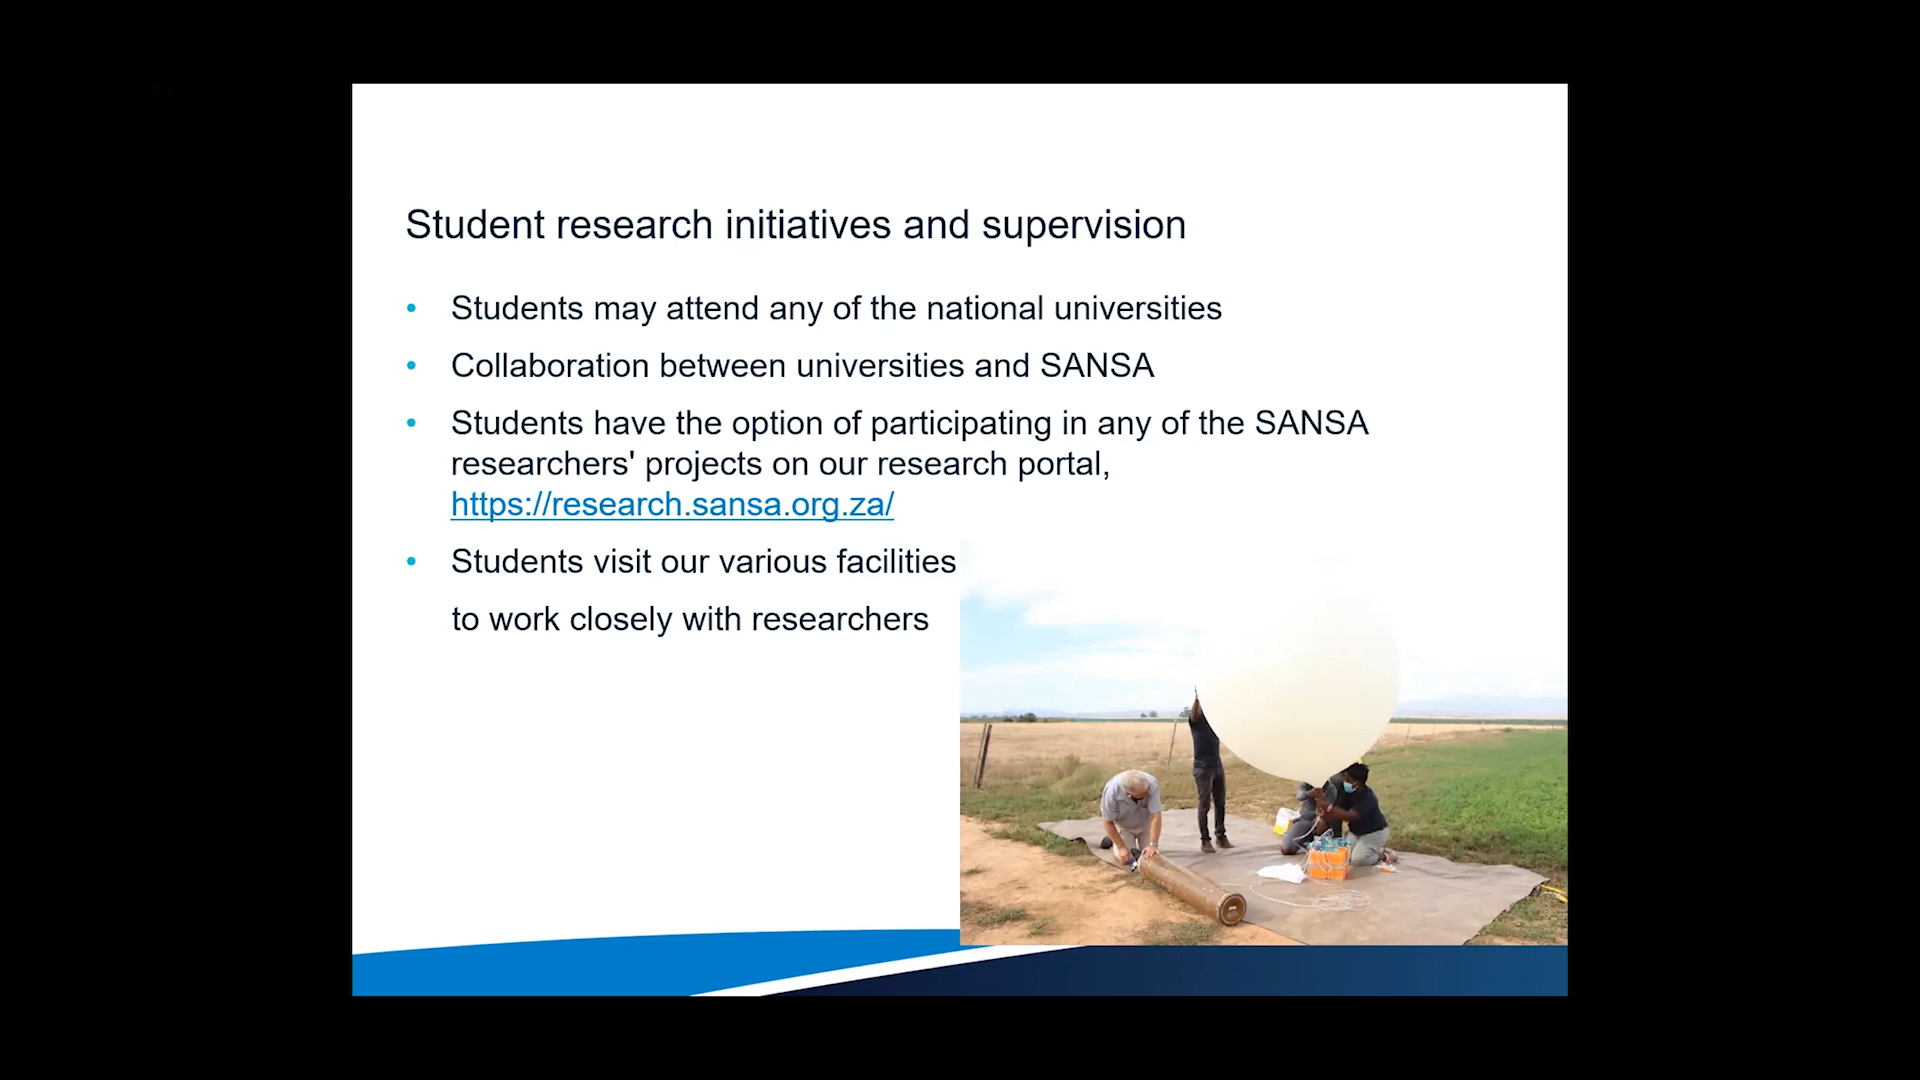 Student research initiatives and supervision
• Students may attend any of the national universities
• Collaboration between universities and SANSA
• Students have the option of participating in any of the SANSA
researchers' projects on our research portal,
https://research.sansa.org.za/
• Students visit our various facilities
to work closely with researchers